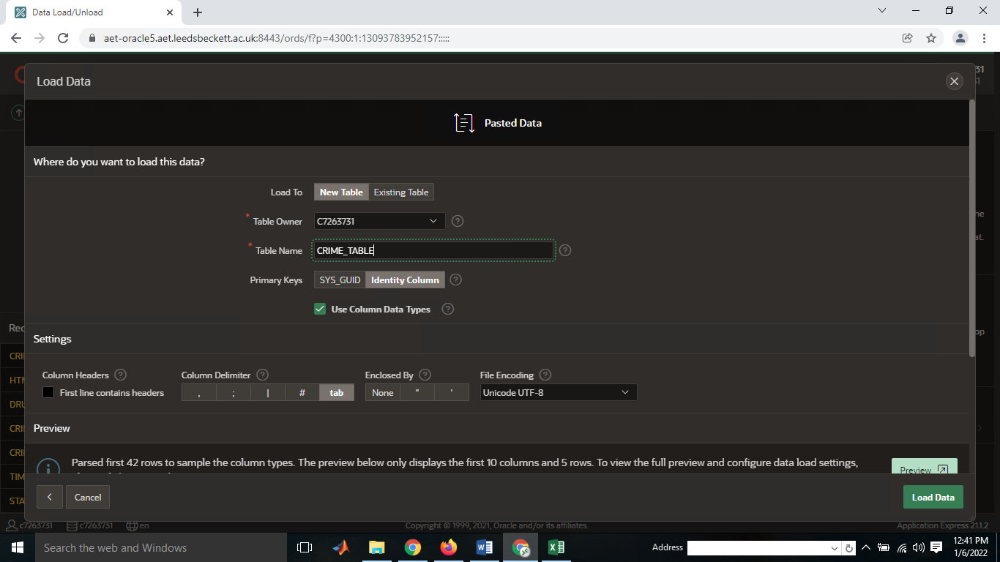 Data Load/Unload
aet-oracle5.aet.leedsbeckett.ac.uk:8443/ords/f?p=4300:1:13093783952157:::::
Load Data
31
Pasted Data
Where do you want to load this data?
Load To New Table Existing Table
* Table Owner C7263731 ?
* Table Name CRIME_TABLE ?
Primary Keys SYS_GUID Identity Column ?
Use Column Data Types ?
Rec
Settings
CRI
Column Headers ? Column Delimiter ? Enclosed By ? File Encoding ?
First line contains headers , ; | # tab None " ' Unicode UTF-8
HTM
DRU
CRI
Preview
CRI
Parsed first 42 rows to sample the column types. The preview below only displays the first 10 columns and 5 rows. To view the full preview and configure data load settings,
Preview
TIM
STA
Cancel Load Data
c7263731 c7263731 en Copyright © 1999, 2021, Oracle and/or its affiliates. Application Express 21.1.2
Search the web and Windows Address 12:41 PM
1/6/2022